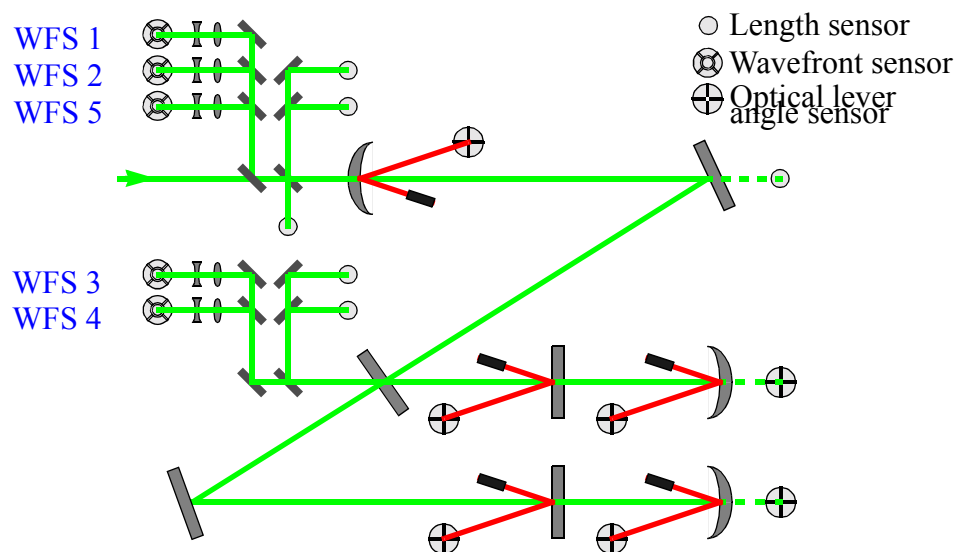 WFS 1
WFS 2
WFS 5
Length sensor
Wavefront sensor
Optical lever
angle sensor
WFS 3
WFS 4